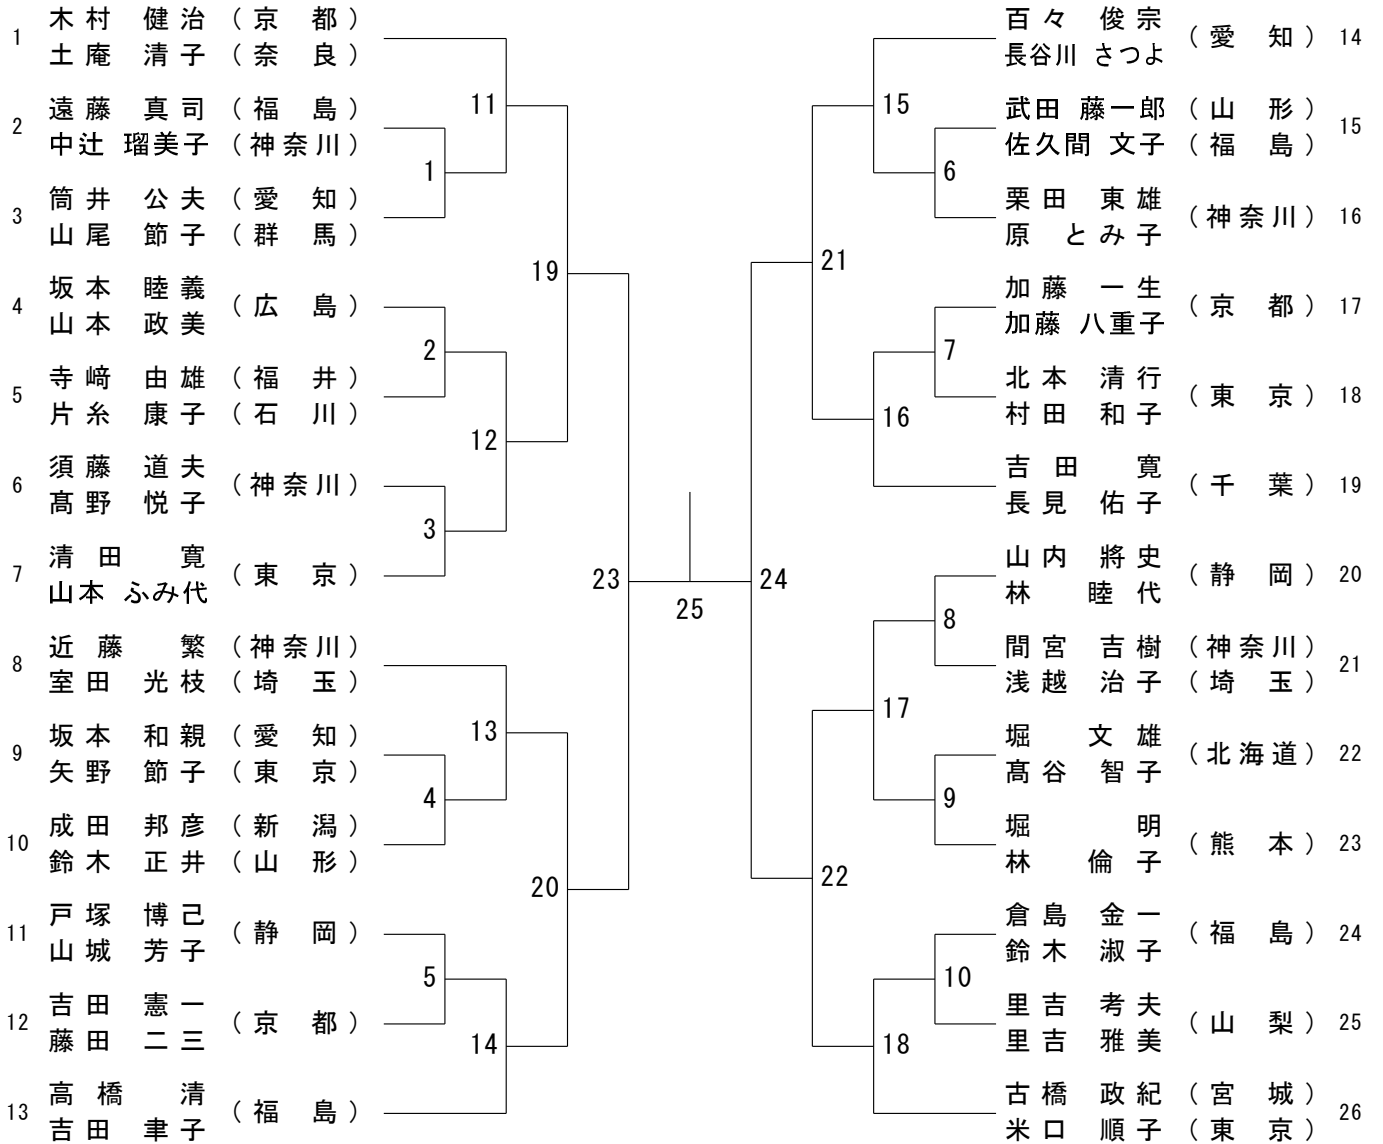 1 木村 健治 (京 都)
土庵 清子 (奈 良)
2 遠藤 真司 (福 島)
中辻 瑠美子 (神奈川)
3 筒井 公夫 (愛 知)
山尾 節子 (群 馬)
4 坂本 睦義 (広 島)
山本 政美
5 寺﨑 由雄 (福 井)
片糸 康子 (石 川)
6 須藤 道夫 (神奈川)
髙野 悦子
7 清田 寛 (東 京)
山本 ふみ代
8 近藤 繁 (神奈川)
室田 光枝 (埼 玉)
9 坂本 和親 (愛 知)
矢野 節子 (東 京)
10 成田 邦彦 (新 潟)
鈴木 正井 (山 形)
11 戸塚 博己 (静 岡)
山城 芳子
12 吉田 憲一 (京 都)
藤田 二三
13 高橋 清 (福 島)
吉田 聿子
11
1
19
2
12
3
23
13
4
20
5
14
25
15
6
21
7
16
24
8
17
9
22
10
18
百々 俊宗 (愛 知) 14
長谷川 さつよ
武田 藤一郎 (山 形) 15
佐久間 文子 (福 島)
栗田 東雄 (神奈川) 16
原 とみ子
加藤 一生 (京 都) 17
加藤 八重子
北本 清行 (東 京) 18
村田 和子
吉田 寛 (千 葉) 19
長見 佑子
山内 將史 (静 岡) 20
林 睦代
間宮 吉樹 (神奈川) 21
浅越 治子 (埼 玉)
堀 文雄 (北海道) 22
髙谷 智子
堀 明 (熊 本) 23
林 倫子
倉島 金一 (福 島) 24
鈴木 淑子
里吉 考夫 (山 梨) 25
里吉 雅美
古橋 政紀 (宮 城) 26
米口 順子 (東 京)